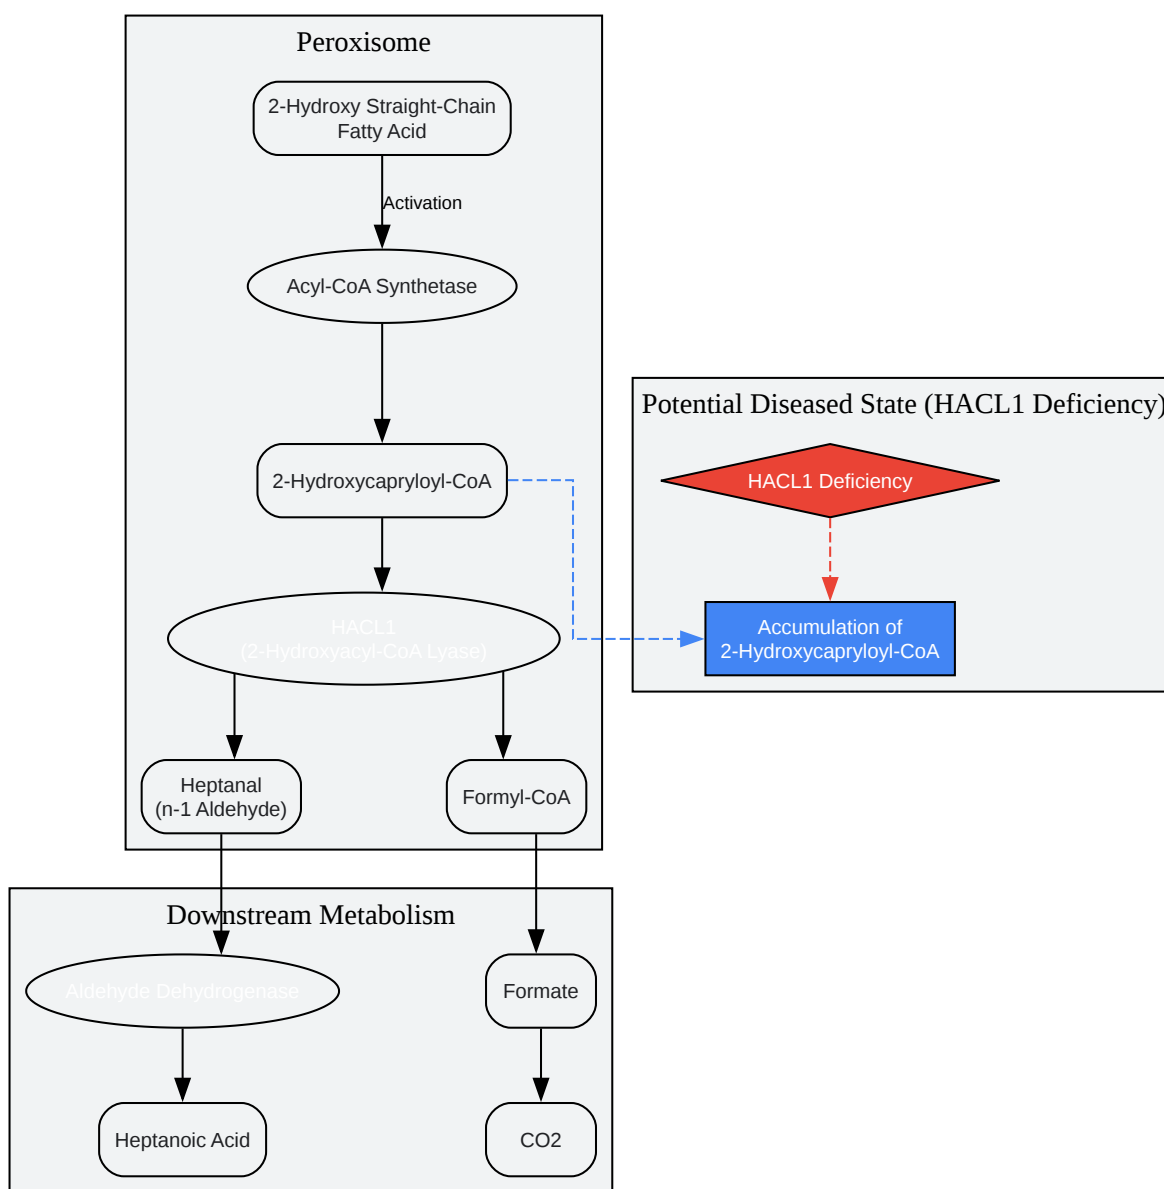 Peroxisome
2-Hydroxy Straight-Chain
Fatty Acid
Activation
Acyl-CoA Synthetase
2-Hydroxycapryloyl-CoA
HACL1
(2-Hydroxyacyl-CoA Lyase)
Heptanal
(n-1 Aldehyde)
Formyl-CoA
Potential Diseased State (HACL1 Deficiency)
HACL1 Deficiency
Accumulation of
2-Hydroxycapryloyl-CoA
Downstream Metabolism
Aldehyde Dehydrogenase
Formate
Heptanoic Acid
CO2